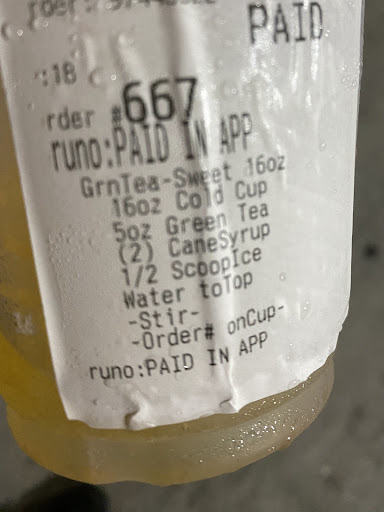 PAID
:18
rder #667
runo:PAID IN APP
GrnTea-Sweet 16oz
16oz Cold Cup
5oz Green Tea
(2) CaneSyrup
1/2 ScoopIce
Water toTop
-Stir-
-Order# onCup-
runo:PAID IN APP